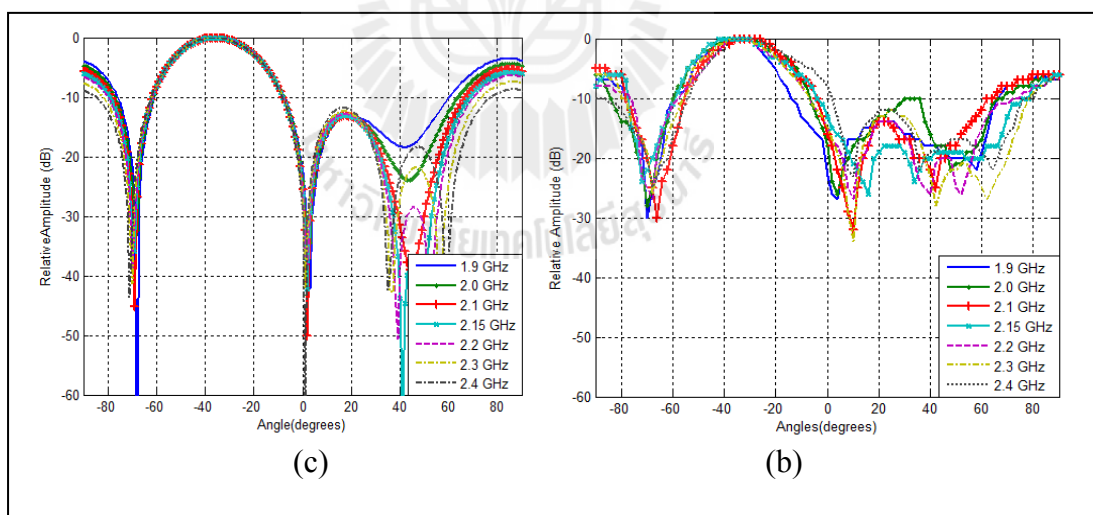 0
-10
-20
-30
-40
-50
-60
RelativeAmplitude (dB)
-80 -60 -40 -20 0 20 40 60 80
Angle(degrees)
1.9 GHz
2.0 GHz
2.1 GHz
2.15 GHz
2.2 GHz
2.3 GHz
2.4 GHz
(c)
0
-10
-20
-30
-40
-50
-60
Relative Amplitude (dB)
-80 -60 -40 -20 0 20 40 60 80
Angles(degrees)
1.9 GHz
2.0 GHz
2.1 GHz
2.15 GHz
2.2 GHz
2.3 GHz
2.4 GHz
(b)